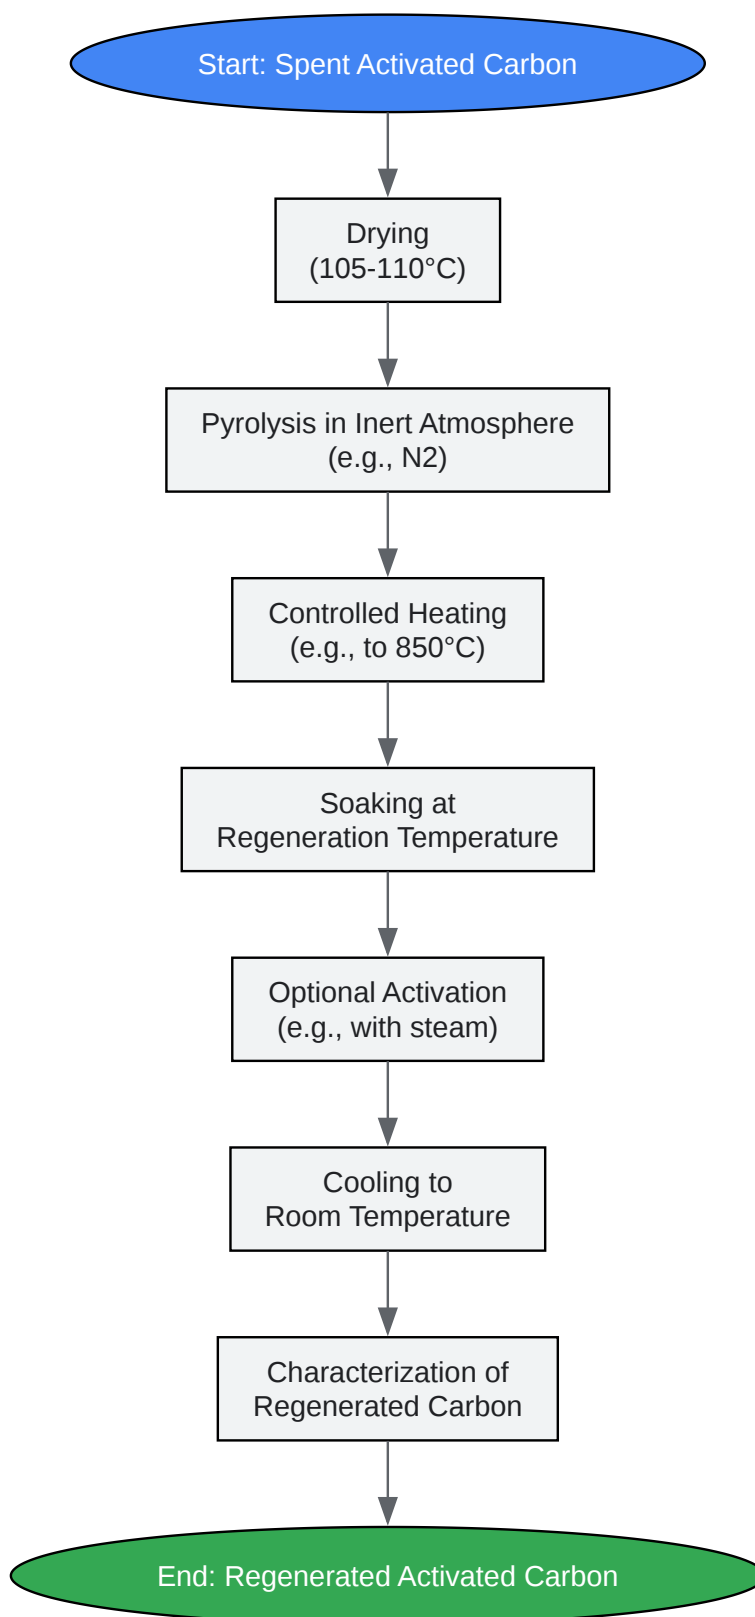 Start: Spent Activated Carbon
Drying
(105-110°C)
Pyrolysis in Inert Atmosphere
(e.g., N2)
Controlled Heating
(e.g., to 850°C)
Soaking at
Regeneration Temperature
Optional Activation
(e.g., with steam)
Cooling to
Room Temperature
Characterization of
Regenerated Carbon
End: Regenerated Activated Carbon